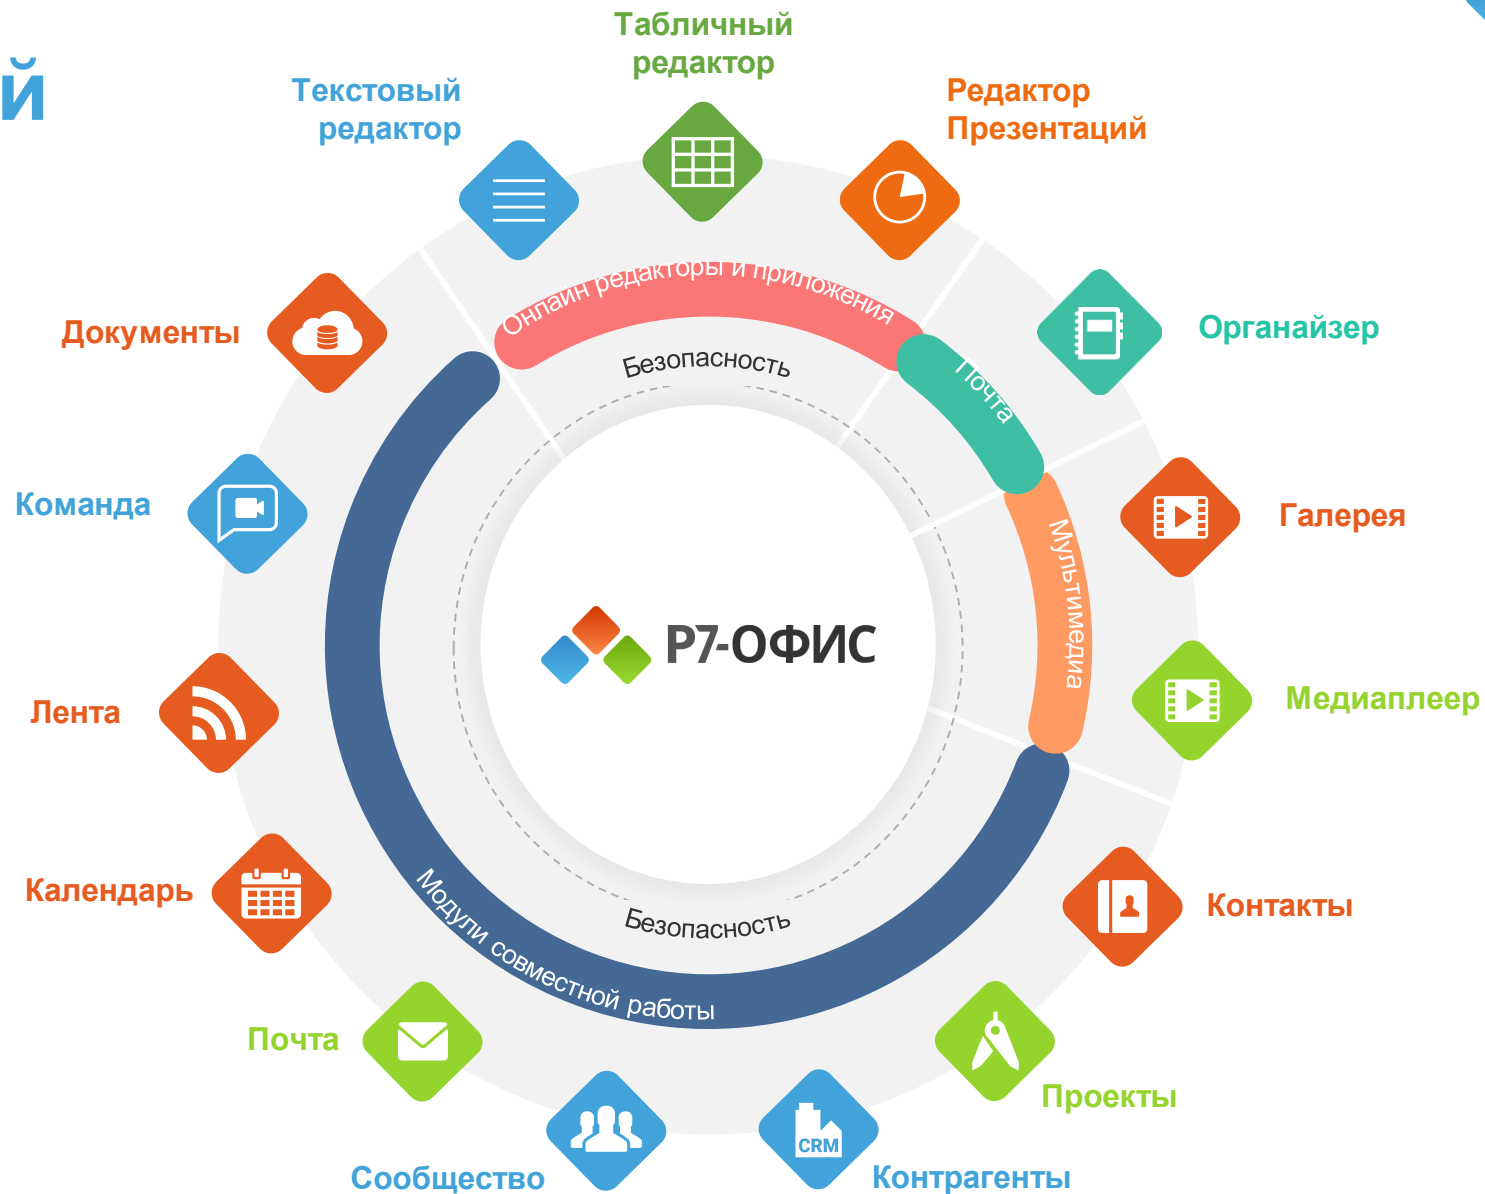 й
Табличный
редактор
Текстовый
редактор
Редактор
Презентаций
Документы
Онлайн редакторы и приложения
Органайзер
Безопасность
Почта
Команда
Галерея
Мультимедиа
Р7-ОФИС
Лента
Медиаплеер
Календарь
Контакты
Безопасность
Модули совместной работы
Почта
Проекты
CRM
Сообщество
Контрагенты